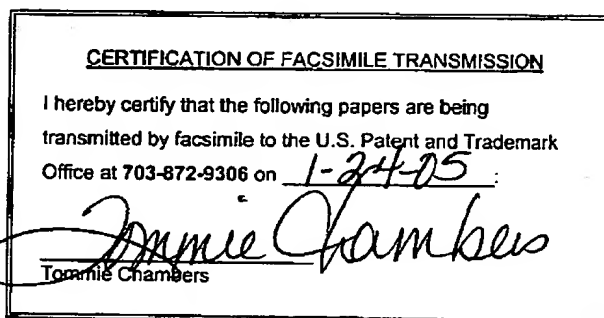 CERTIFICATION OF FACSIMILE TRANSMISSION
I hereby certify that the following papers are being
transmitted by facsimile to the U.S. Patent and Trademark
Office at 703-872-9306 on 1-24-05 :
Tommie Chambers
Tommie Chambers